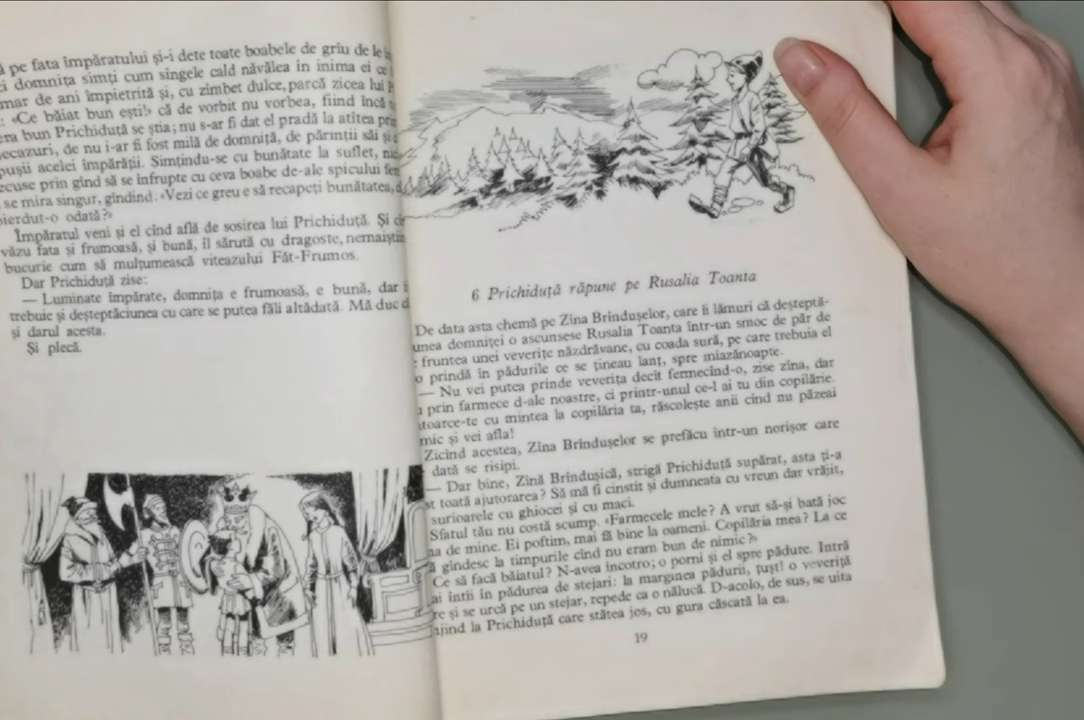 pe fata împăratului și-i dete toate boabele de grîu de
domnița simți cum sîngele cald năvălea in inima ei ce
de ani împietrită și, cu zîmbet dulce, parcă zicea lui
«Ce băiat bun ești!» că de vorbit nu vorbea, fiind încă
bun Prichiduță se știa; nu s-ar fi dat el pradă la atîtea
de nu i-ar fi fost milă de domniță, de părinții săi și
acelei împărății. Simțindu-se cu bunătate la suflet,
prin gînd să se înfrupte cu ceva boabe de-ale spicului
se mira singur, gîndind. «Vezi ce greu e să recapeți bunătatea,
odată?»
Împăratul veni și el cînd află de sosirea lui Prichiduță. Și
văzu fata și frumoasă, și bună, îl sărută cu dragoste,
bucurie cum să mulțumească viteazului Făt-Frumos.
Dar Prichiduță zise:
— Luminate împărate, domnița e frumoasă, e bună, dar
trebuie și deșteptăciunea cu care se putea făli altădată. Mă duc
și darul acesta.
Și plecă.
6 Prichiduță răpune pe Rusalia Toanta
De data asta chemă pe Zina Brîndușelor, care îi lămuri că deșteptă-
domniței o ascunsese Rusalia Toanta într-un smoc de păr de
fruntea unei veverițe năzdrăvane, cu coada sură, pe care trebuia el
prindă în pădurile ce se țineau lanț, spre miazănoapte.
— Nu vei putea prinde veverița decît fermecînd-o, zise zîna, dar
prin farmece d-ale noastre, ci printr-unul ce-l ai tu din copilărie.
cu mintea la copilăria ta, răscolește anii cînd nu păzeai
și vei afla!
Zicînd acestea, Zîna Brîndușelor se prefăcu într-un norișor care
dată se risipi.
— Dar bine, Zînă Brîndușică, strigă Prichiduță supărat, asta ți-a
toată ajutorarea? Să mă fi cinstit și dumneata cu vreun dar vrăjit,
surioarele cu ghiocei și cu maci.
Sfatul tău nu costă scump. «Farmecele mele? A vrut să-și bată joc
de mine. Ei poftim, mai fă bine la oameni. Copilăria mea? La ce
gîndesc la timpurile cînd nu eram bun de nimic?»
Ce să facă băiatul? N-avea încotro; o porni și el spre pădure. Intră
întîi în pădurea de stejari: la marginea pădurii, țuști o veveriță
și se urcă pe un stejar, repede ca o nălucă. D-acolo, de sus, se uita
la Prichiduță care stătea jos, cu gura căscată la ea.
19